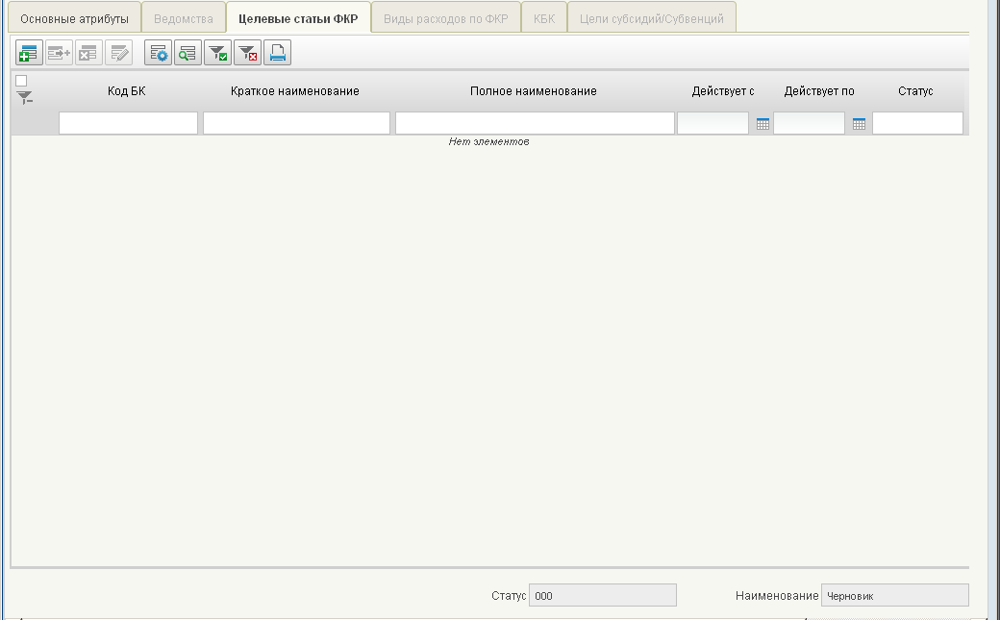 Основные атрибуты Ведомства Целевые статьи ФКР Виды расходов по ФКР КБК Цели субсидий/Субвенций
Код БК Краткое наименование Полное наименование Действует с Действует по Статус
Нет элементов
Статус 000 Наименование Черновик